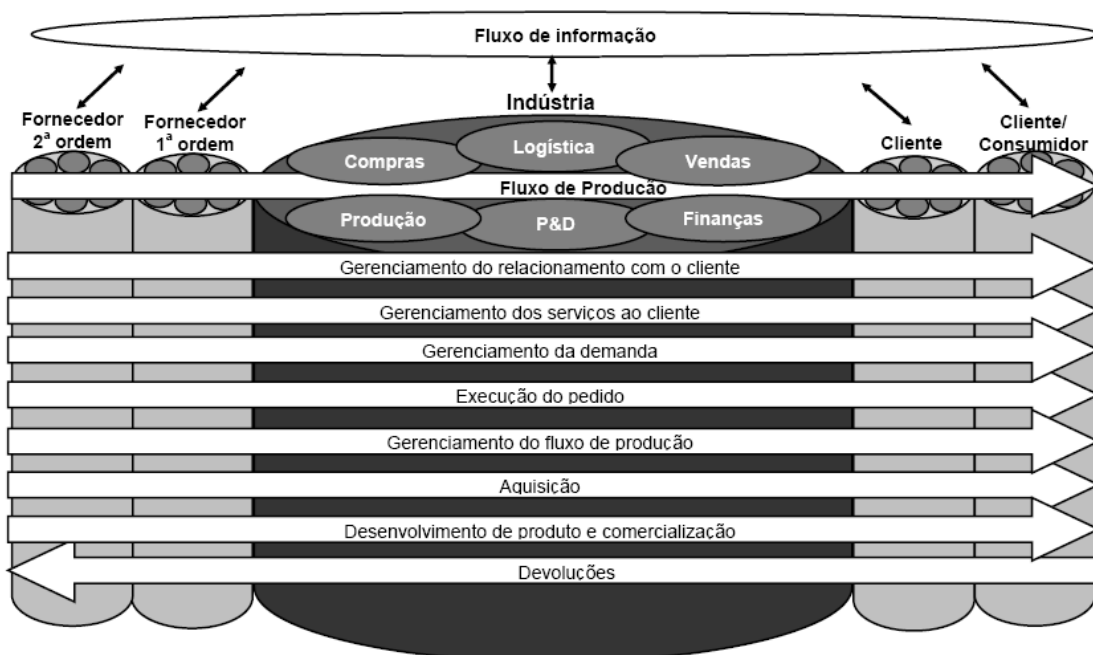 Fluxo de informação
Indústria
Fornecedor
2ª ordem
Fornecedor
1ª ordem
Cliente
Cliente/
Consumidor
Compras
Logística
Vendas
Fluxo de Producão
Produção
P&D
Finanças
Gerenciamento do relacionamento com o cliente
Gerenciamento dos serviços ao cliente
Gerenciamento da demanda
Execução do pedido
Gerenciamento do fluxo de produção
Aquisição
Desenvolvimento de produto e comercialização
Devoluções